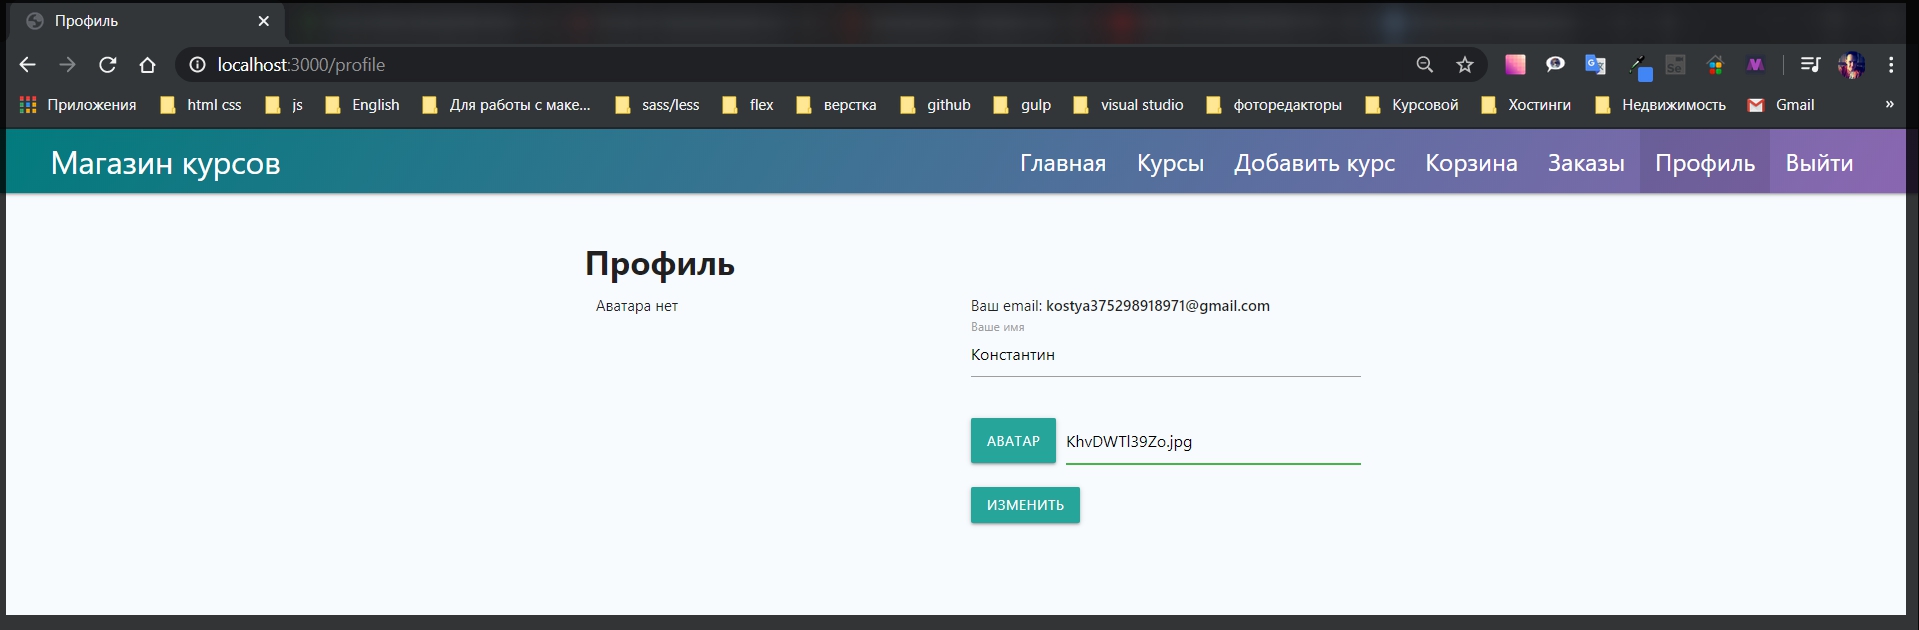 Профиль
localhost:3000/profile
Приложения html css js English Для работы с маке... sass/less flex верстка github gulp visual studio фоторедакторы Курсовой Хостинги Недвижимость Gmail »
Магазин курсов Главная Курсы Добавить курс Корзина Заказы Профиль Выйти
Профиль
Аватара нет
Ваш email: kostya375298918971@gmail.com
Ваше имя
Константин
АВАТАР KhvDWTl39Zo.jpg
ИЗМЕНИТЬ